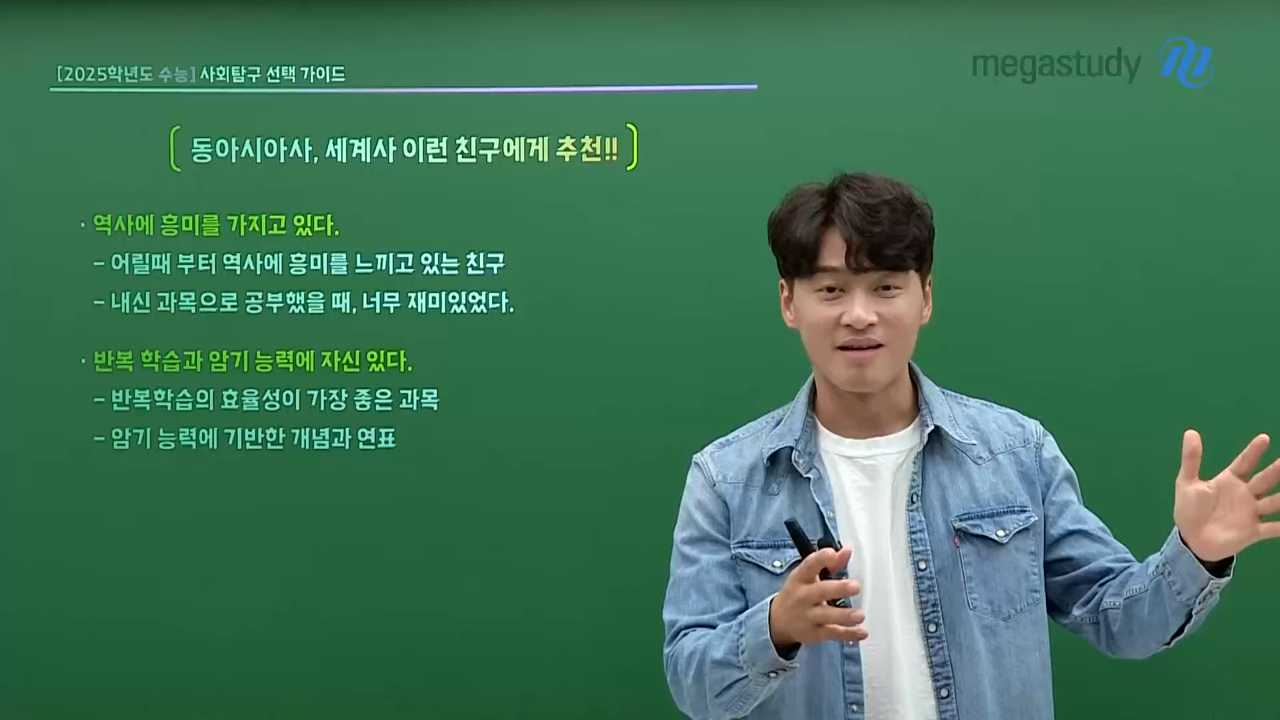 [2025학년도 수능] 사회탐구 선택 가이드
megastudy
동아시아사, 세계사 이런 친구에게 추천!!
· 역사에 흥미를 가지고 있다.
– 어릴때 부터 역사에 흥미를 느끼고 있는 친구
– 내신 과목으로 공부했을 때, 너무 재미있었다.
· 반복 학습과 암기 능력에 자신 있다.
– 반복학습의 효율성이 가장 좋은 과목
– 암기 능력에 기반한 개념과 연표